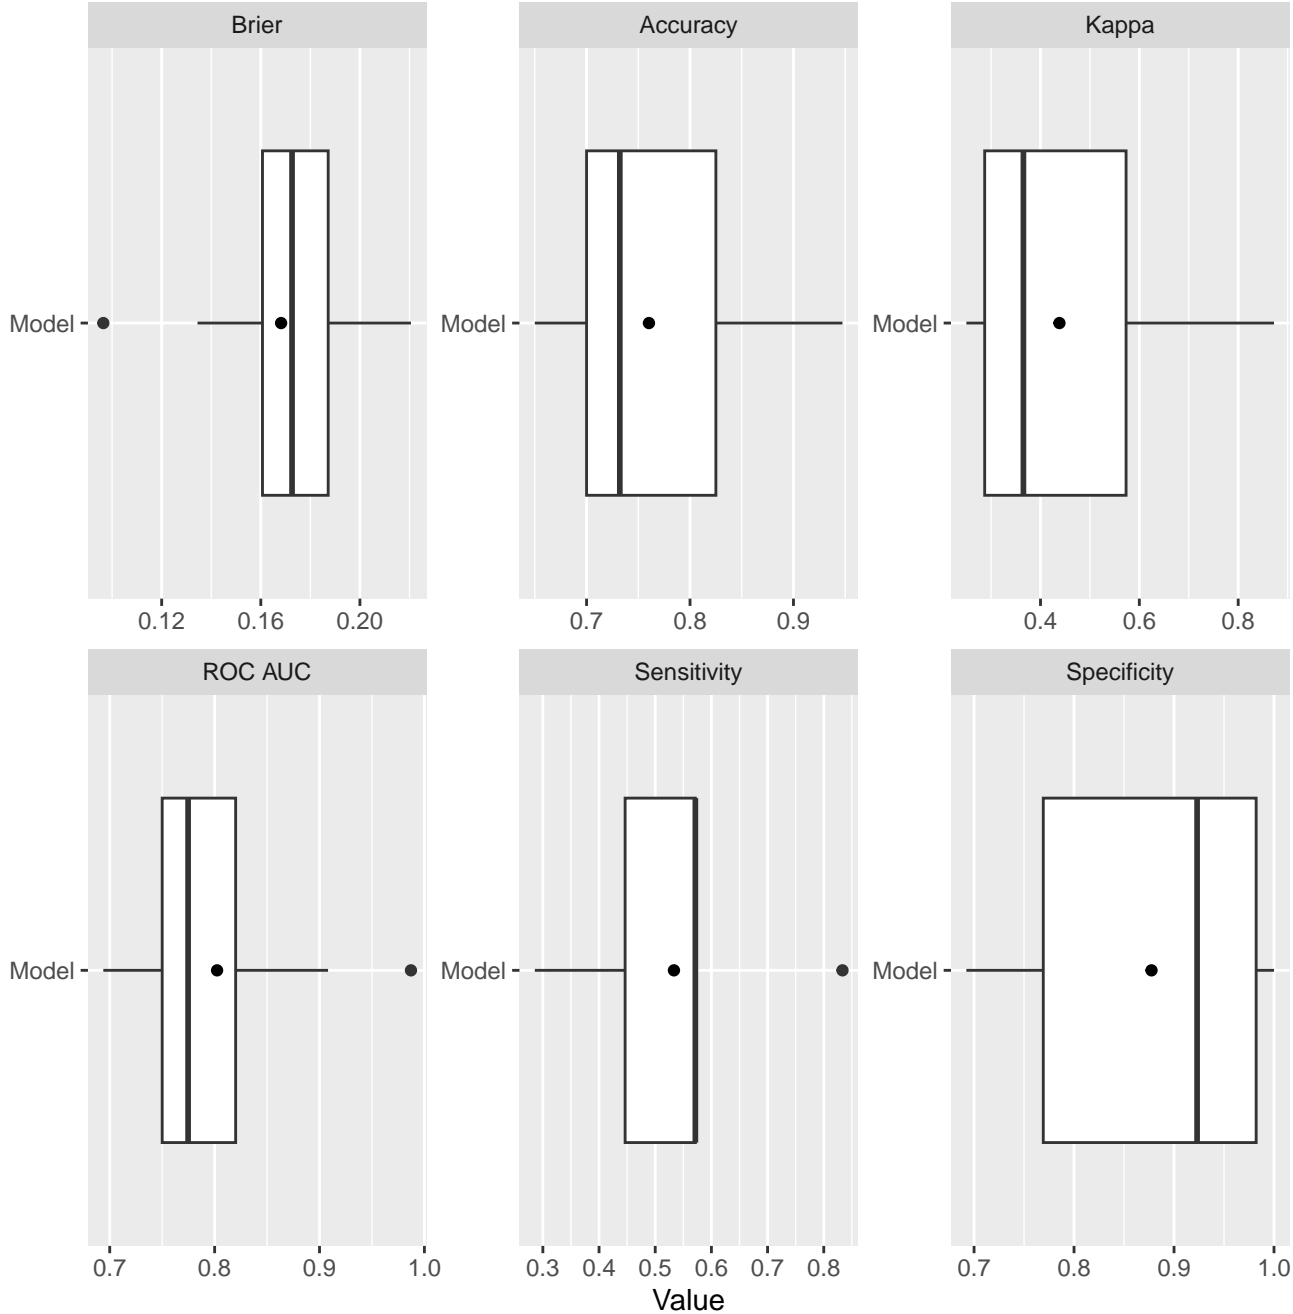 Brier
Accuracy
Kappa
Model
Model
Model
0.12 0.16 0.20
0.7 0.8 0.9
0.4 0.6 0.8
ROC AUC
Sensitivity
Specificity
Model
Model
Model
0.7 0.8 0.9 1.0
0.3 0.4 0.5 0.6 0.7 0.8
0.7 0.8 0.9 1.0
Value